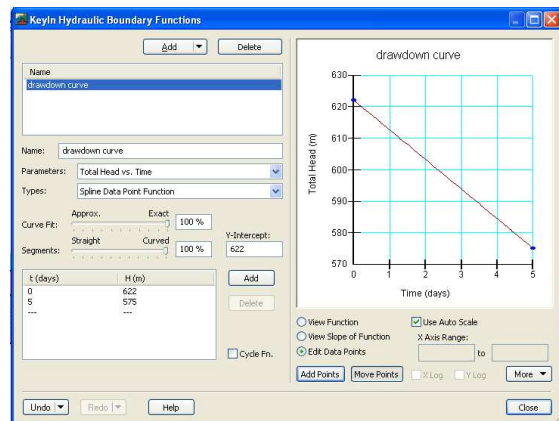 KeyIn Hydraulic Boundary Functions
Add
Delete
Name
drawdown curve
Name:
drawdown curve
Parameters:
Total Head vs. Time
Types:
Spline Data Point Function
Approx.
Exact
Curve Fit:
100 %
Straight
Curved
Segments:
100 %
Y-Intercept:
622
t (days)
H (m)
0
622
5
575
---
---
Add
Delete
Cycle Fn.
Undo
Redo
Help
drawdown curve
630
620
610
600
590
580
570
Total Head (m)
0
1
2
3
4
5
Time (days)
View Function
View Slope of Function
Edit Data Points
Use Auto Scale
X Axis Range:
to
Add Points
Move Points
X Log
Y Log
More
Close